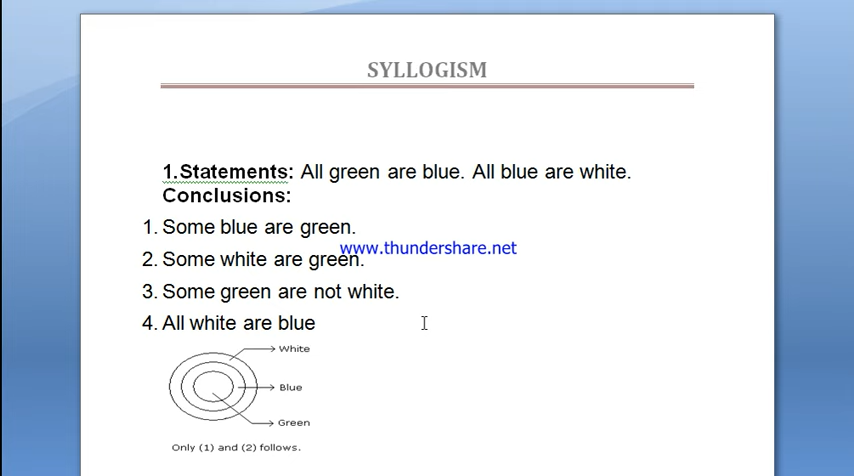 SYLLOGISM
1.Statements: All green are blue. All blue are white.
Conclusions:
1. Some blue are green.
www.thundershare.net
2. Some white are green.
3. Some green are not white.
4. All white are blue
White
Blue
Green
Only (1) and (2) follows.